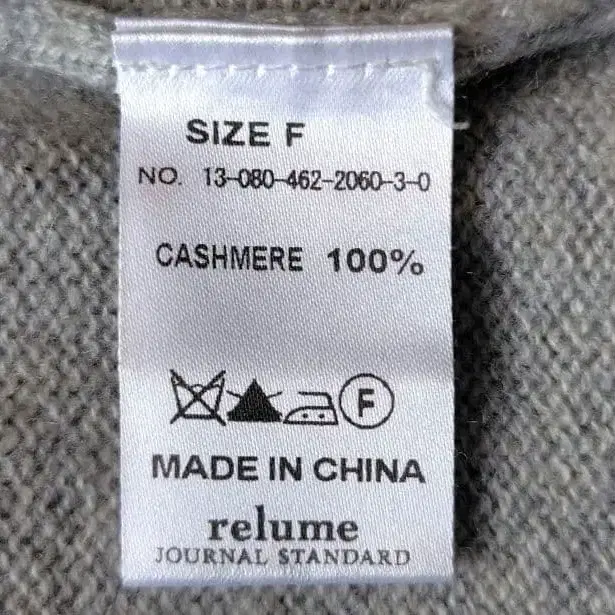 SIZE F
NO. 13-080-462-2060-3-0
CASHMERE 100%
F
MADE IN CHINA
relume
JOURNAL STANDARD